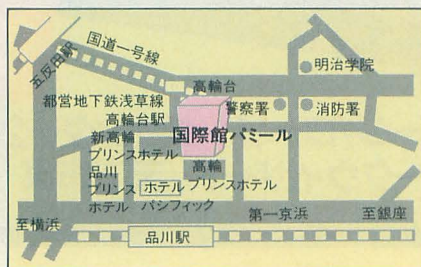 五反田駅
国道一号線
明治学院
高輪台
都営地下鉄浅草線
高輪台駅
警察署
消防署
国際館パミール
新高輪
プリンスホテル
高輪
プリンスホテル
品川
プリンス
ホテル
ホテル
パシフィック
第一京浜
至銀座
至横浜
品川駅